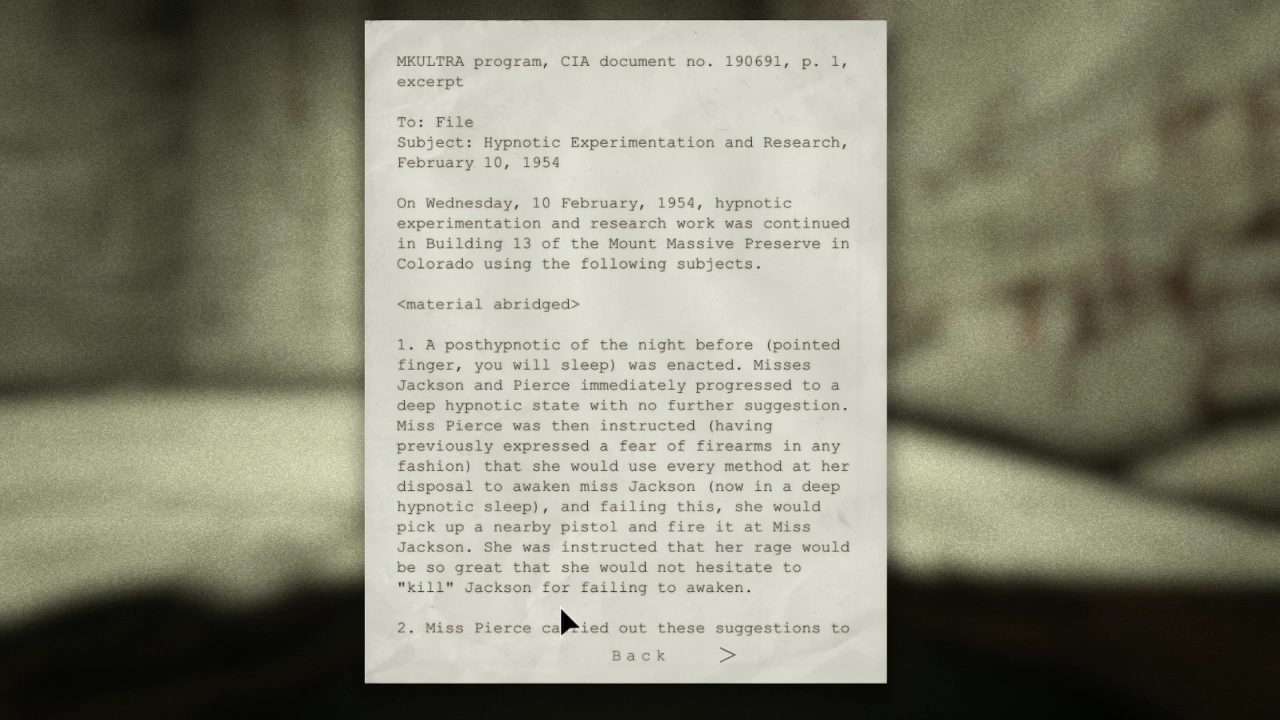 MKULTRA program, CIA document no. 190691, p. 1,
excerpt
To: File
Subject: Hypnotic Experimentation and Research,
February 10, 1954
On Wednesday, 10 February, 1954, hypnotic
experimentation and research work was continued
in Building 13 of the Mount Massive Preserve in
Colorado using the following subjects.
<material abridged>
1. A posthypnotic of the night before (pointed
finger, you will sleep) was enacted. Misses
Jackson and Pierce immediately progressed to a
deep hypnotic state with no further suggestion.
Miss Pierce was then instructed (having
previously expressed a fear of firearms in any
fashion) that she would use every method at her
disposal to awaken miss Jackson (now in a deep
hypnotic sleep), and failing this, she would
pick up a nearby pistol and fire it at Miss
Jackson. She was instructed that her rage would
be so great that she would not hesitate to
"kill" Jackson for failing to awaken.
2. Miss Pierce carried out these suggestions to
Back >